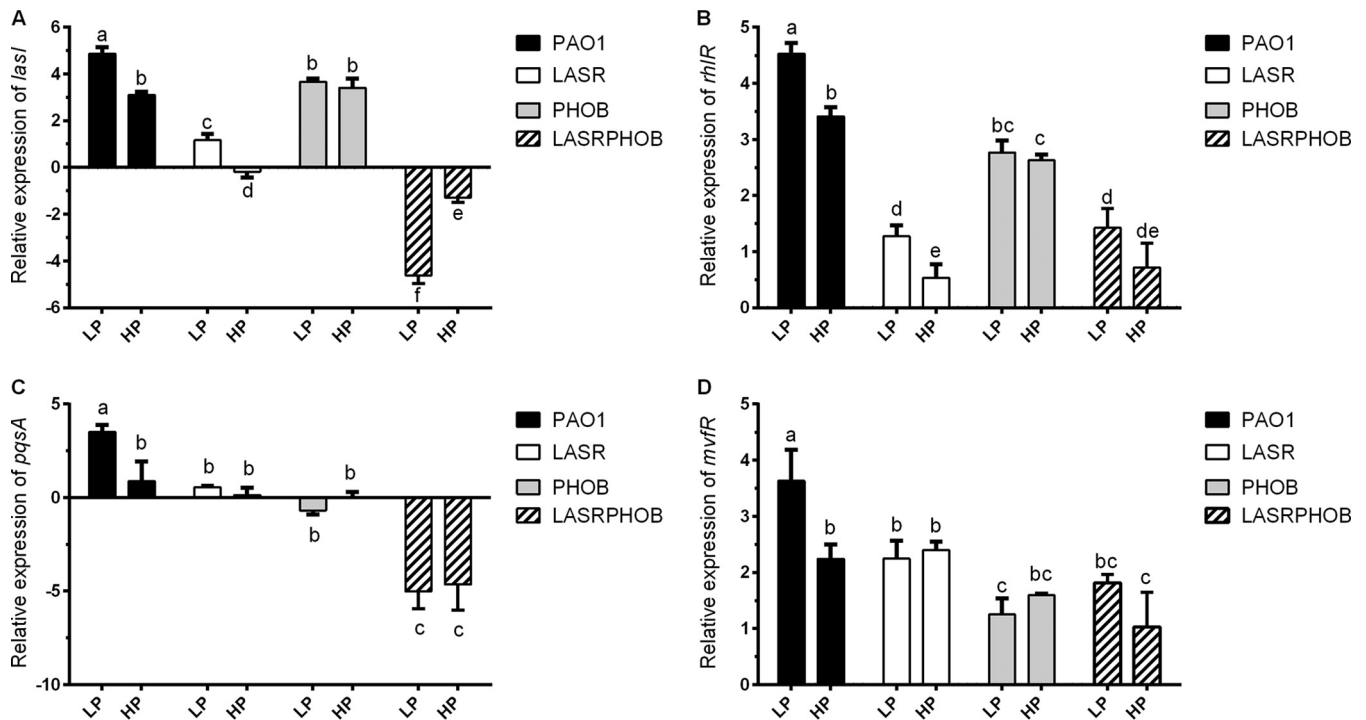 A
Relative expression of lasI
6
4
2
0
-2
-4
-6
a
b
c
d
b
b
f
e
LP HP LP HP LP HP LP HP
PAO1
LASR
PHOB
LASRPHOB
B
Relative expression of rhlR
5
4
3
2
1
0
a
b
d
e
bc
c
d
de
LP HP LP HP LP HP LP HP
PAO1
LASR
PHOB
LASRPHOB
C
Relative expression of pqsA
5
0
-5
-10
a
b
b
b
b
b
c
c
LP HP LP HP LP HP LP HP
PAO1
LASR
PHOB
LASRPHOB
D
Relative expression of mvfR
5
4
3
2
1
0
a
b
b
b
c
bc
bc
c
LP HP LP HP LP HP LP HP
PAO1
LASR
PHOB
LASRPHOB